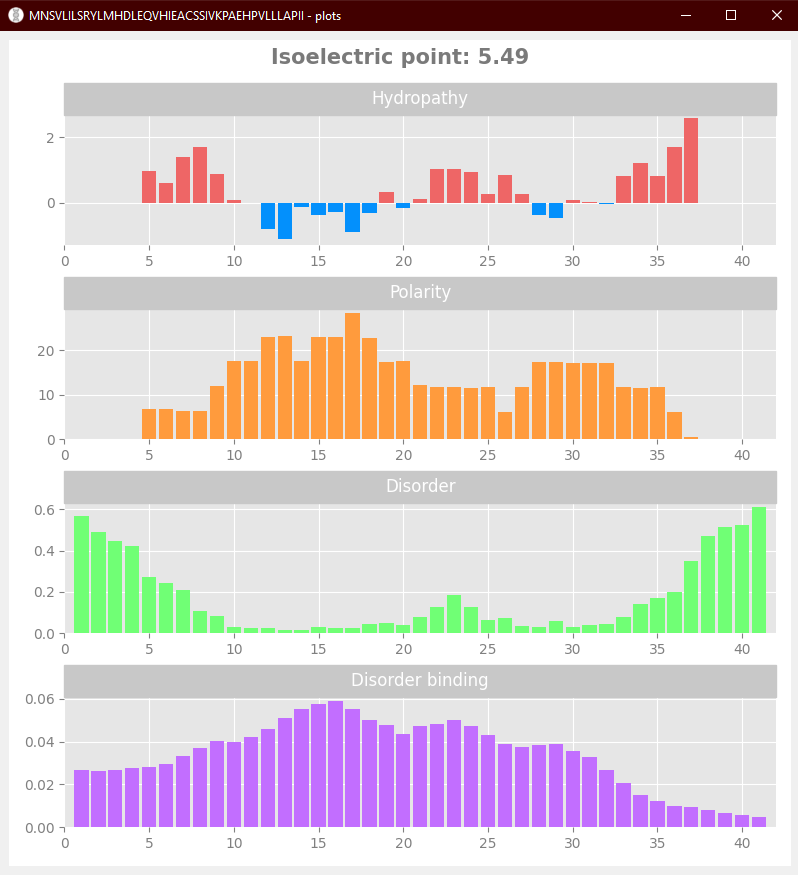 MNSVLILSRYLMHDLEQVHIEACSSIVKPAEHPVLLLAPII - plots
Isoelectric point: 5.49
Hydropathy
2
0
0 5 10 15 20 25 30 35 40
Polarity
20
10
0
0 5 10 15 20 25 30 35 40
Disorder
0.6
0.4
0.2
0.0
0 5 10 15 20 25 30 35 40
Disorder binding
0.06
0.04
0.02
0.00
0 5 10 15 20 25 30 35 40